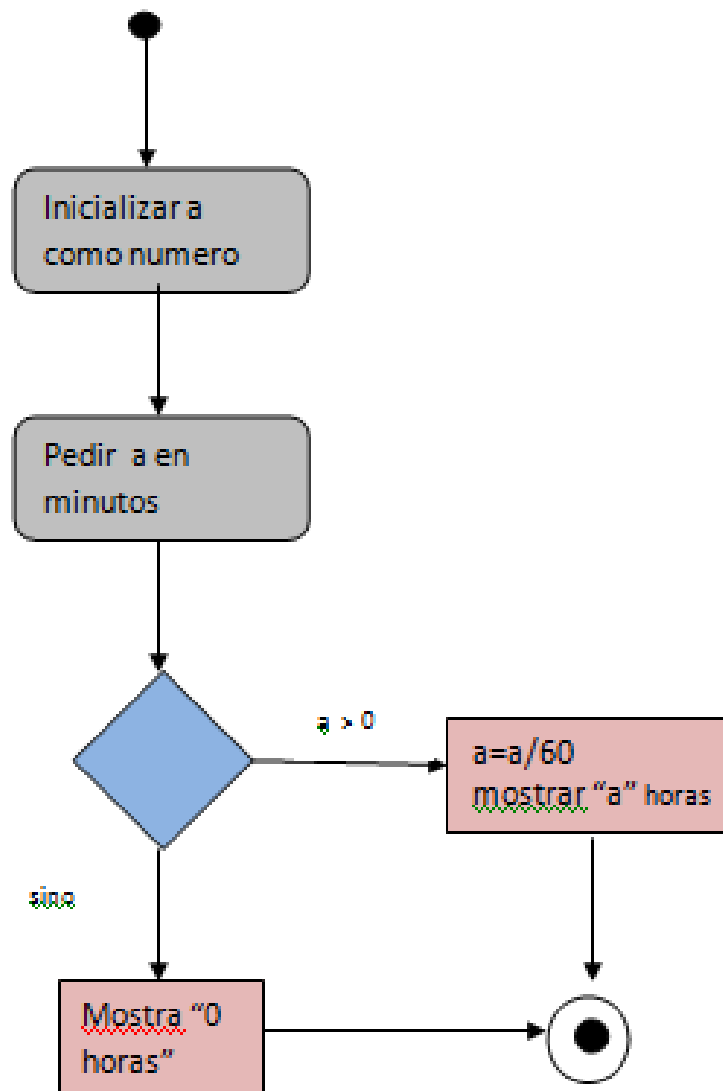 Inicializar a
como numero
Pedir a en
minutos
a > 0
a=a/60
mostrar “a” horas
sino
Mostra “0
horas”